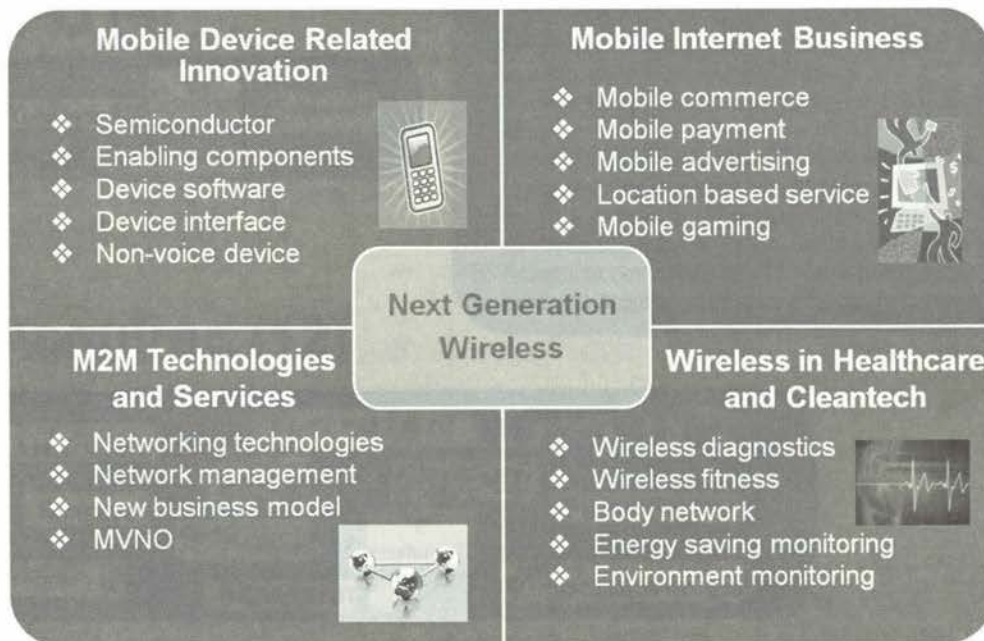 Mobile Device Related
Innovation
❖ Semiconductor
❖ Enabling components
❖ Device software
❖ Device interface
❖ Non-voice device
Mobile Internet Business
❖ Mobile commerce
❖ Mobile payment
❖ Mobile advertising
❖ Location based service
❖ Mobile gaming
Next Generation
Wireless
M2M Technologies
and Services
❖ Networking technologies
❖ Network management
❖ New business model
❖ MVNO
Wireless in Healthcare
and Cleantech
❖ Wireless diagnostics
❖ Wireless fitness
❖ Body network
❖ Energy saving monitoring
❖ Environment monitoring